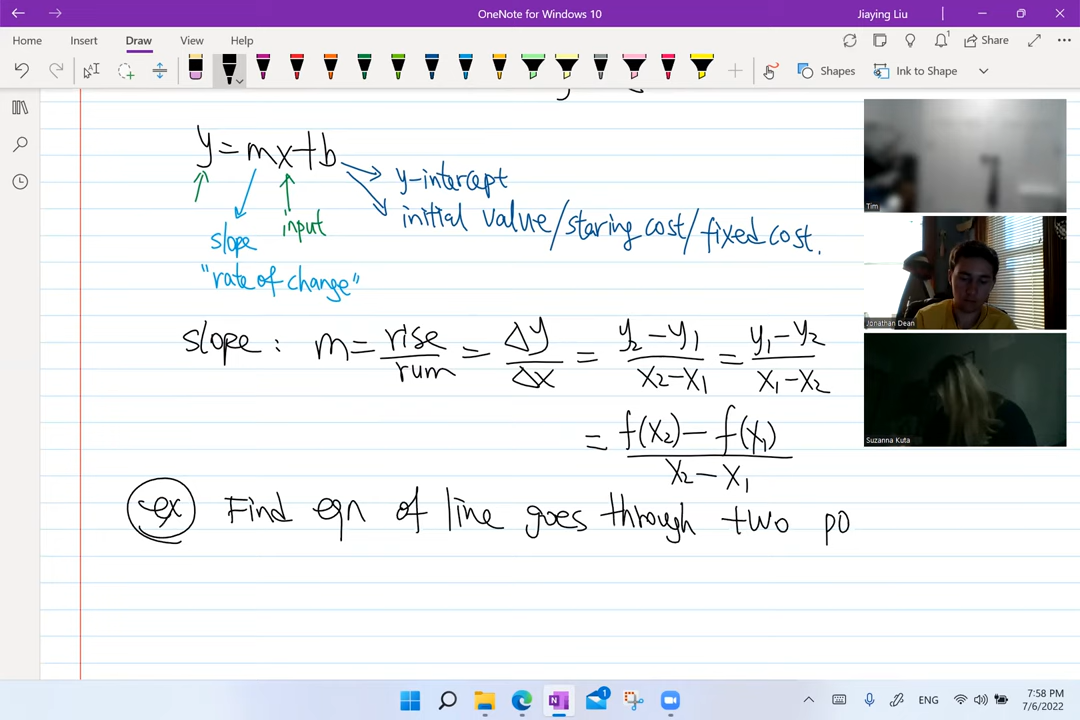 OneNote for Windows 10
Jiaying Liu
Home Insert Draw View Help
Share
Shapes
Ink to Shape
y = mx+b
y-intercept
initial value/staring cost/fixed cost.
input
slope
"rate of change"
slope : m = rise/rum = Δy/Δx = y₂-y₁/x₂-x₁ = y₁-y₂/x₁-x₂
= f(x₂) - f(x₁)/x₂ - x₁
ex Find eqn of line goes through two po
Tim
Jonathan Dean
Suzanna Kuta
1
ENG
7:58 PM
7/6/2022